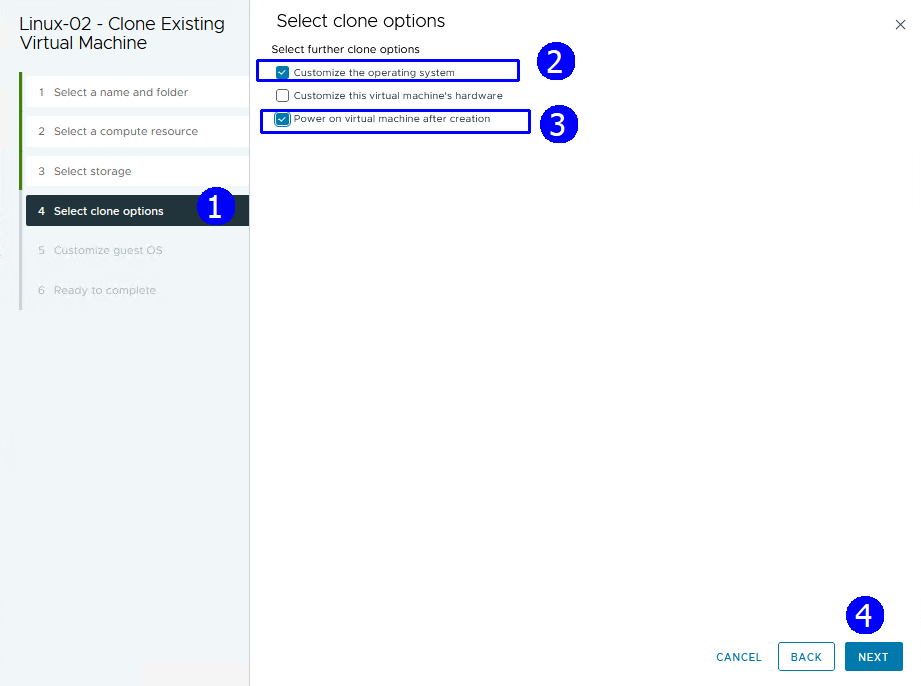 Linux-02 - Clone Existing
Virtual Machine
1 Select a name and folder
2 Select a compute resource
3 Select storage
4 Select clone options
1
5 Customize guest OS
6 Ready to complete
Select clone options
Select further clone options
Customize the operating system
2
Customize this virtual machine's hardware
Power on virtual machine after creation
3
4
CANCEL
BACK
NEXT